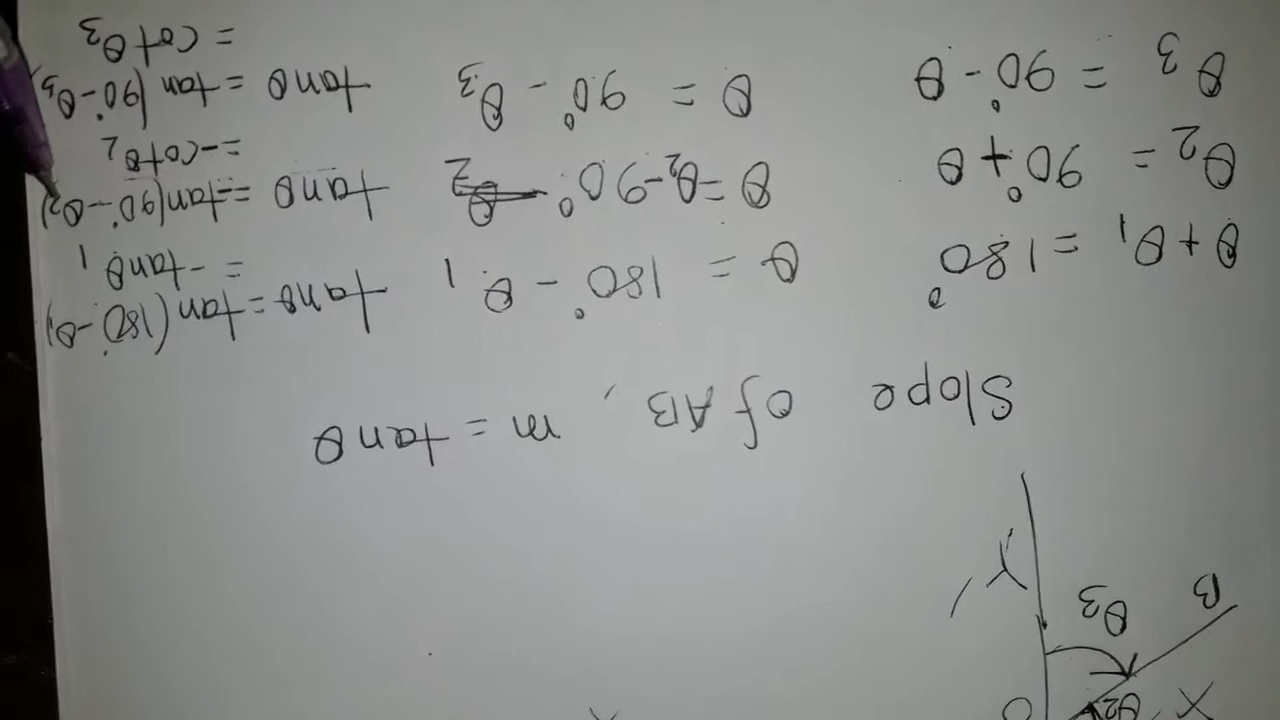 X' θ2 O
B θ3
Y'
Slope of AB, m = tanθ
θ + θ1 = 180° θ = 180° - θ1 tanθ = tan(180° - θ1)
= -tanθ1
θ2 = 90° + θ θ = θ2 - 90° tanθ = -tan(90° - θ2)
= -cotθ2
θ3 = 90° - θ θ = 90° - θ3 tanθ = tan(90° - θ3)
= cotθ3